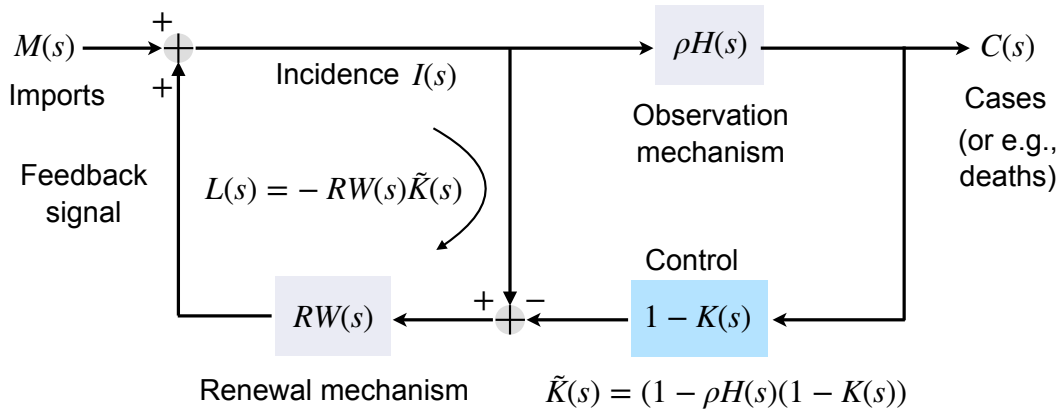 +
M(s)
+
Imports
Incidence I(s)
ρH(s)
C(s)
Observation
mechanism
Cases
(or e.g.,
deaths)
Feedback
signal
L(s) = − RW(s)K̃(s)
Control
RW(s)
+ −
1 − K(s)
Renewal mechanism
K̃(s) = (1 − ρH(s)(1 − K(s))